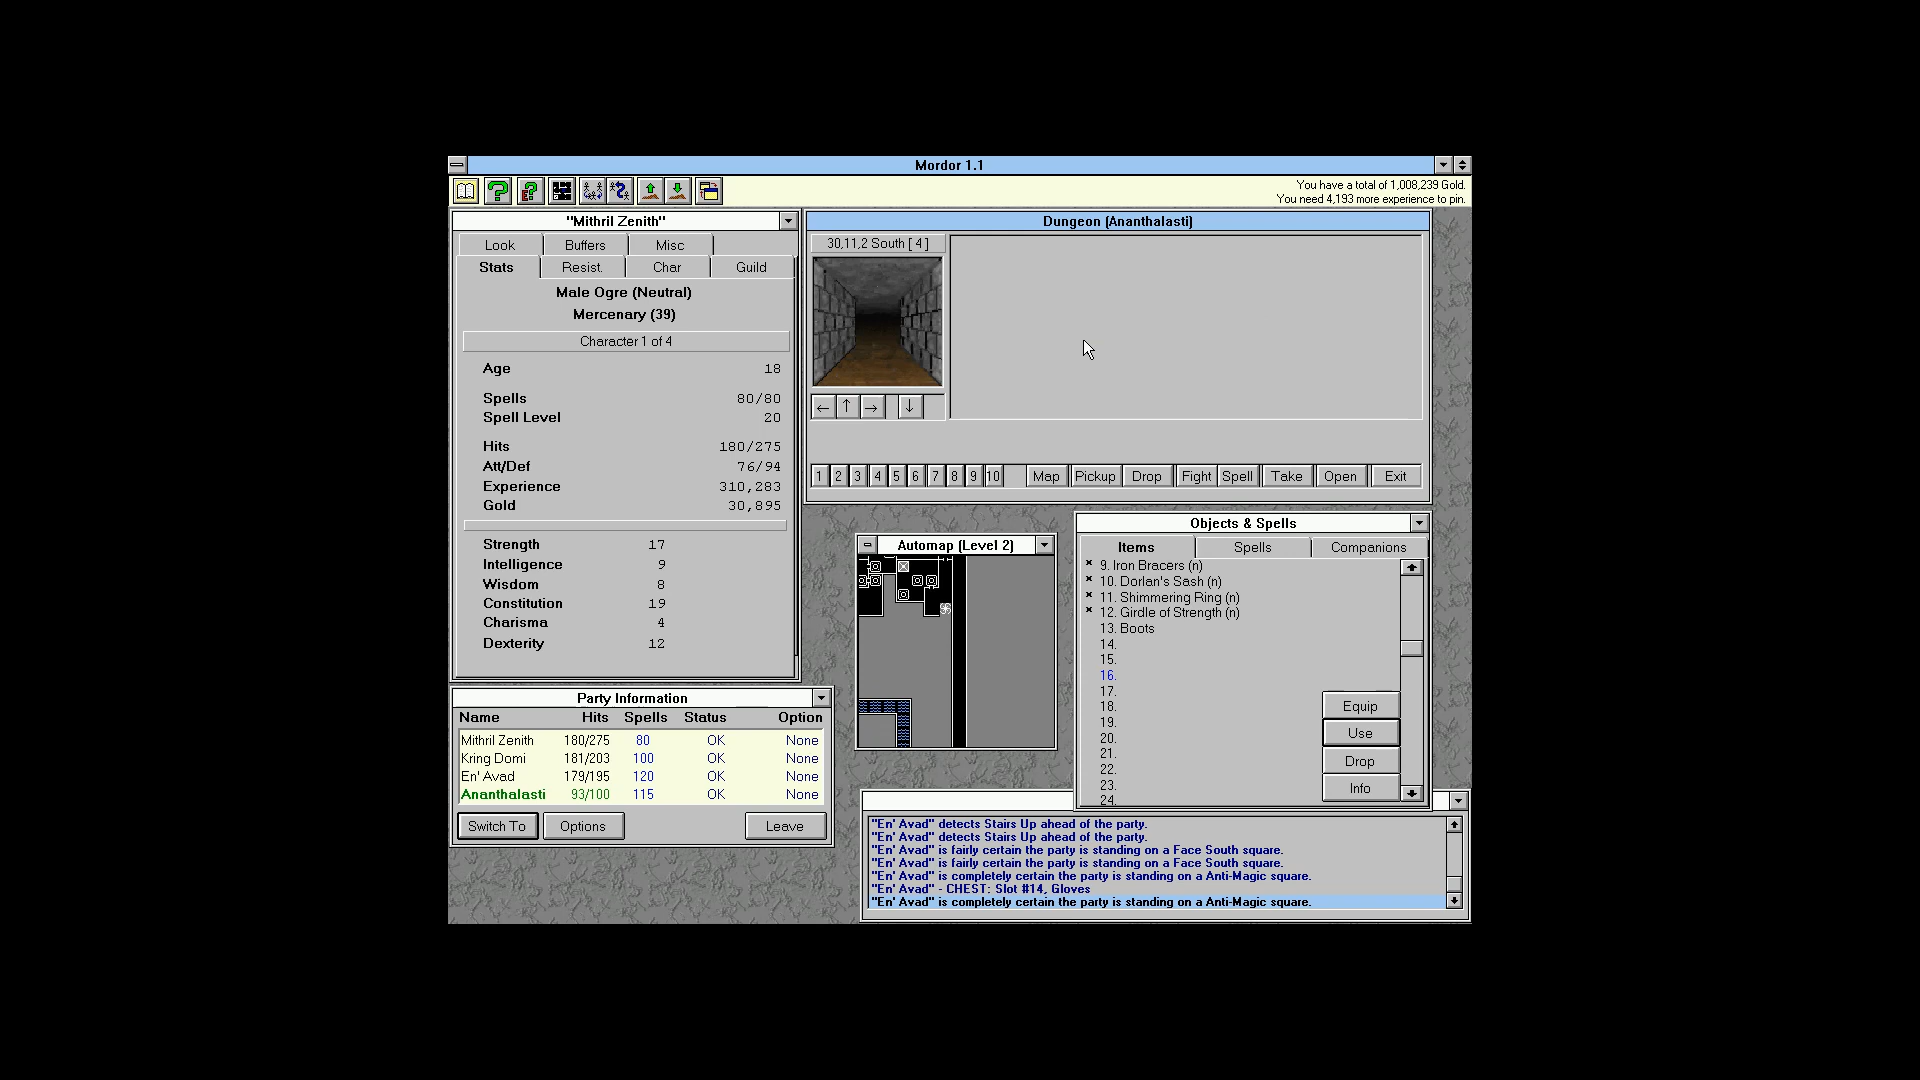 Mordor 1.1
You have a total of 1,008,239 Gold.
You need 4,193 more experience to pin.
"Mithril Zenith"
Look Buffers Misc
Stats Resist. Char Guild
Male Ogre (Neutral)
Mercenary (39)
Character 1 of 4
Age 18
Spells 80/80
Spell Level 20
Hits 180/275
Att/Def 76/94
Experience 310,283
Gold 30,895
Strength 17
Intelligence 9
Wisdom 8
Constitution 19
Charisma 4
Dexterity 12
Dungeon (Ananthalasti)
30,11,2 South [ 4 ]
← ↑ → ↓
1 2 3 4 5 6 7 8 9 10 Map Pickup Drop Fight Spell Take Open Exit
Automap (Level 2)
Objects & Spells
Items Spells Companions
× 9. Iron Bracers (n)
× 10. Dorlan's Sash (n)
× 11. Shimmering Ring (n)
× 12. Girdle of Strength (n)
13. Boots
14.
15.
16.
17.
18.
19.
20.
21.
22.
23.
24.
Equip
Use
Drop
Info
Party Information
Name Hits Spells Status Option
Mithril Zenith 180/275 80 OK None
Kring Domi 181/203 100 OK None
En' Avad 179/195 120 OK None
Ananthalasti 93/100 115 OK None
Switch To Options Leave
"En' Avad" detects Stairs Up ahead of the party.
"En' Avad" detects Stairs Up ahead of the party.
"En' Avad" is fairly certain the party is standing on a Face South square.
"En' Avad" is fairly certain the party is standing on a Face South square.
"En' Avad" is completely certain the party is standing on a Anti-Magic square.
"En' Avad" - CHEST: Slot #14, Gloves
"En' Avad" is completely certain the party is standing on a Anti-Magic square.